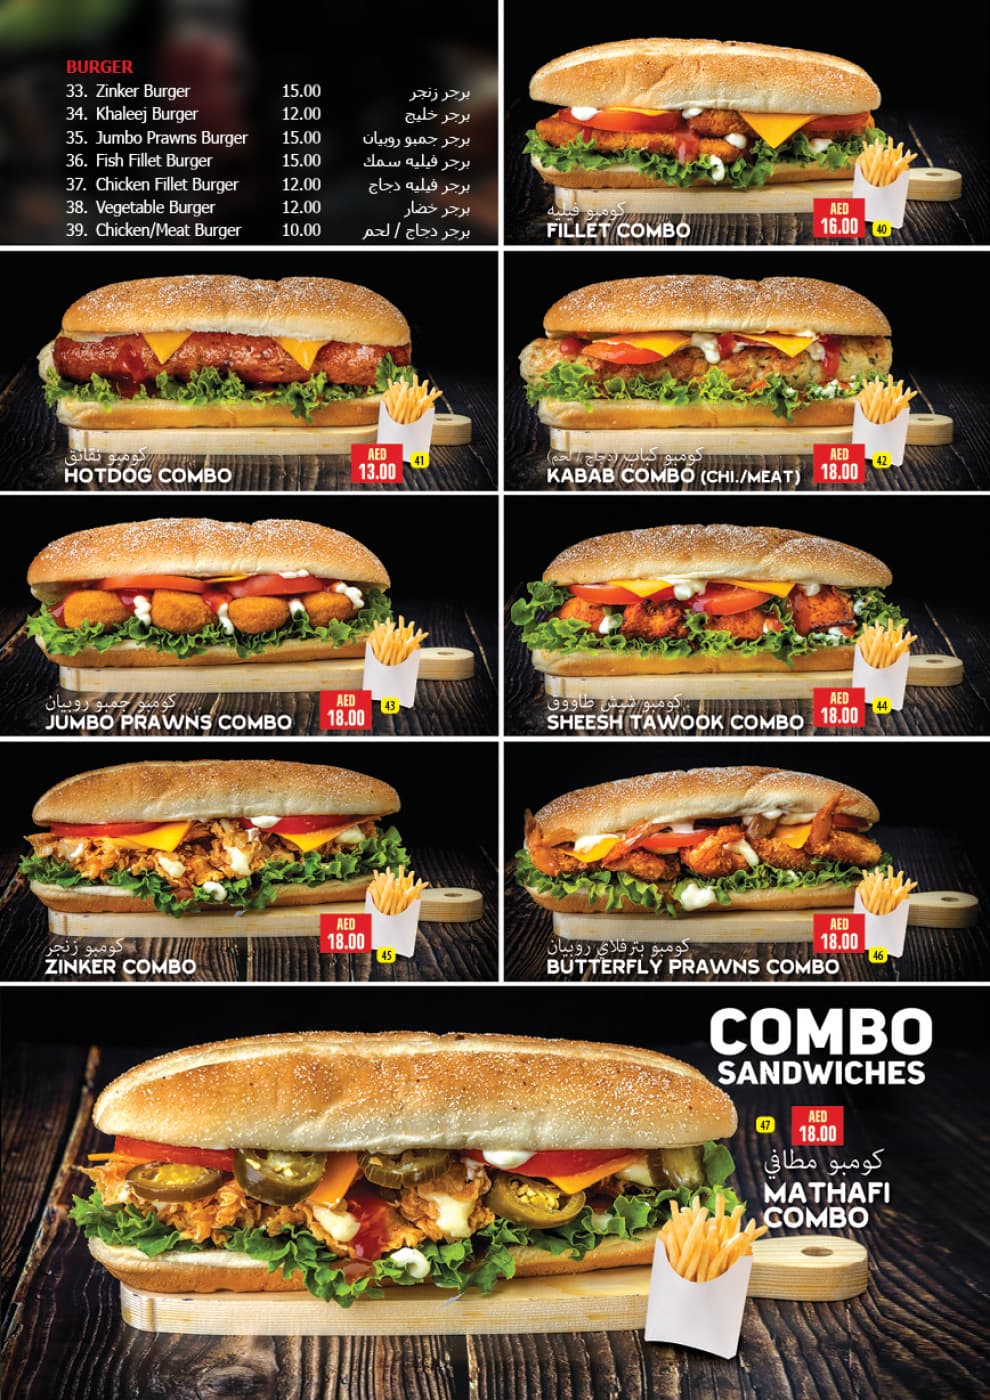 BURGER
33. Zinker Burger 15.00 برجر زنجر
34. Khaleej Burger 12.00 برجر خليج
35. Jumbo Prawns Burger 15.00 برجر جمبو روبيان
36. Fish Fillet Burger 15.00 برجر فيليه سمك
37. Chicken Fillet Burger 12.00 برجر فيليه دجاج
38. Vegetable Burger 12.00 برجر خضار
39. Chicken/Meat Burger 10.00 برجر دجاج / لحم
كومبو فيليه
FILLET COMBO
AED
16.00
40
كومبو نقانق
HOTDOG COMBO
AED
13.00
41
كومبو كباب (دجاج / لحم)
KABAB COMBO (CHI./MEAT)
AED
18.00
42
كومبو جمبو روبيان
JUMBO PRAWNS COMBO
AED
18.00
43
كومبو شيش طاووق
SHEESH TAWOOK COMBO
AED
18.00
44
كومبو زنجر
ZINKER COMBO
AED
18.00
45
كومبو بترفلاي روبيان
BUTTERFLY PRAWNS COMBO
AED
18.00
46
COMBO
SANDWICHES
47
AED
18.00
كومبو مطافي
MATHAFI
COMBO